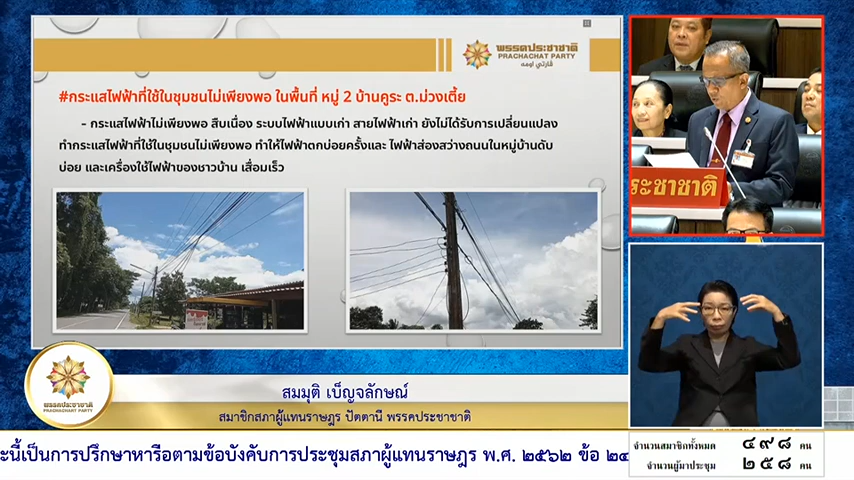 พรรคประชาชาติ
PRACHACHAT PARTY
#กระแสไฟฟ้าที่ใช้ในชุมชนไม่เพียงพอ ในพื้นที่ หมู่ 2 บ้านคูระ ต.ม่วงเตี้ย
- กระแสไฟฟ้าไม่เพียงพอ สืบเนื่อง ระบบไฟฟ้าแบบเก่า สายไฟฟ้าเก่า ยังไม่ได้รับการเปลี่ยนแปลง
ทำกระแสไฟฟ้าที่ใช้ในชุมชนไม่เพียงพอ ทำให้ไฟฟ้าตกบ่อยครั้งและ ไฟฟ้าส่องสว่างถนนในหมู่บ้านดับ
บ่อย และเครื่องใช้ไฟฟ้าของชาวบ้าน เสื่อมเร็ว
ระชาชาติ
พรรคประชาชาติ
PRACHACHART PARTY
สมมุติ เบ็ญจลักษณ์
สมาชิกสภาผู้แทนราษฎร ปัตตานี พรรคประชาชาติ
ะนี้เป็นการปรึกษาหารือตามข้อบังคับการประชุมสภาผู้แทนราษฎร พ.ศ. ๒๕๖๒ ข้อ ๒๔
จำนวนสมาชิกทั้งหมด ๔๙๘ คน
จำนวนผู้มาประชุม ๒๕๘ คน